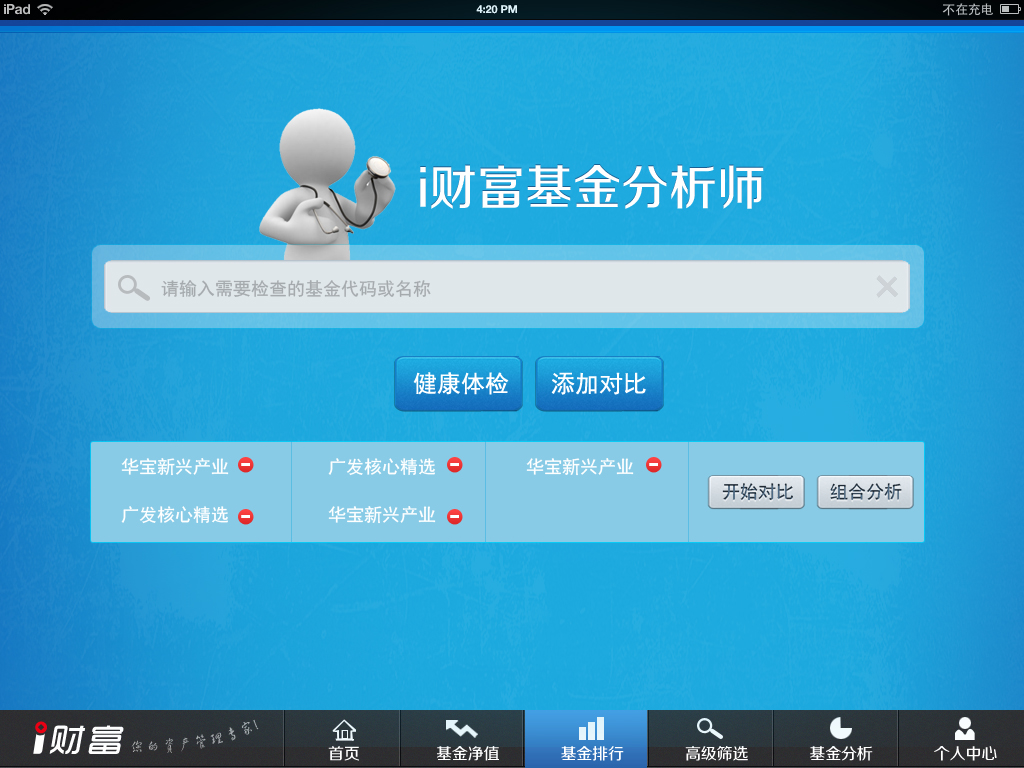 iPad 4:20 PM 不在充电
i财富基金分析师
请输入需要检查的基金代码或名称
健康体检 添加对比
华宝新兴产业 广发核心精选 华宝新兴产业
开始对比 组合分析
广发核心精选 华宝新兴产业
i财富 你的资产管理专家!
首页 基金净值 基金排行 高级筛选 基金分析 个人中心